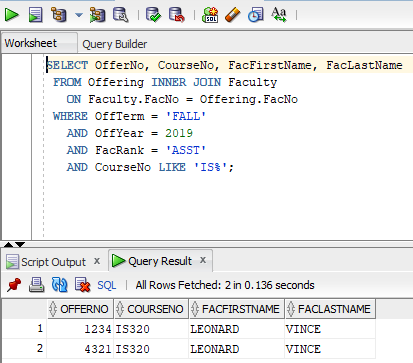 Worksheet Query Builder
SELECT OfferNo, CourseNo, FacFirstName, FacLastName
FROM Offering INNER JOIN Faculty
ON Faculty.FacNo = Offering.FacNo
WHERE OffTerm = 'FALL'
AND OffYear = 2019
AND FacRank = 'ASST'
AND CourseNo LIKE 'IS%';
Script Output x Query Result x
SQL | All Rows Fetched: 2 in 0.136 seconds
OFFERNO COURSENO FACFIRSTNAME FACLASTNAME
1 1234 IS320 LEONARD VINCE
2 4321 IS320 LEONARD VINCE